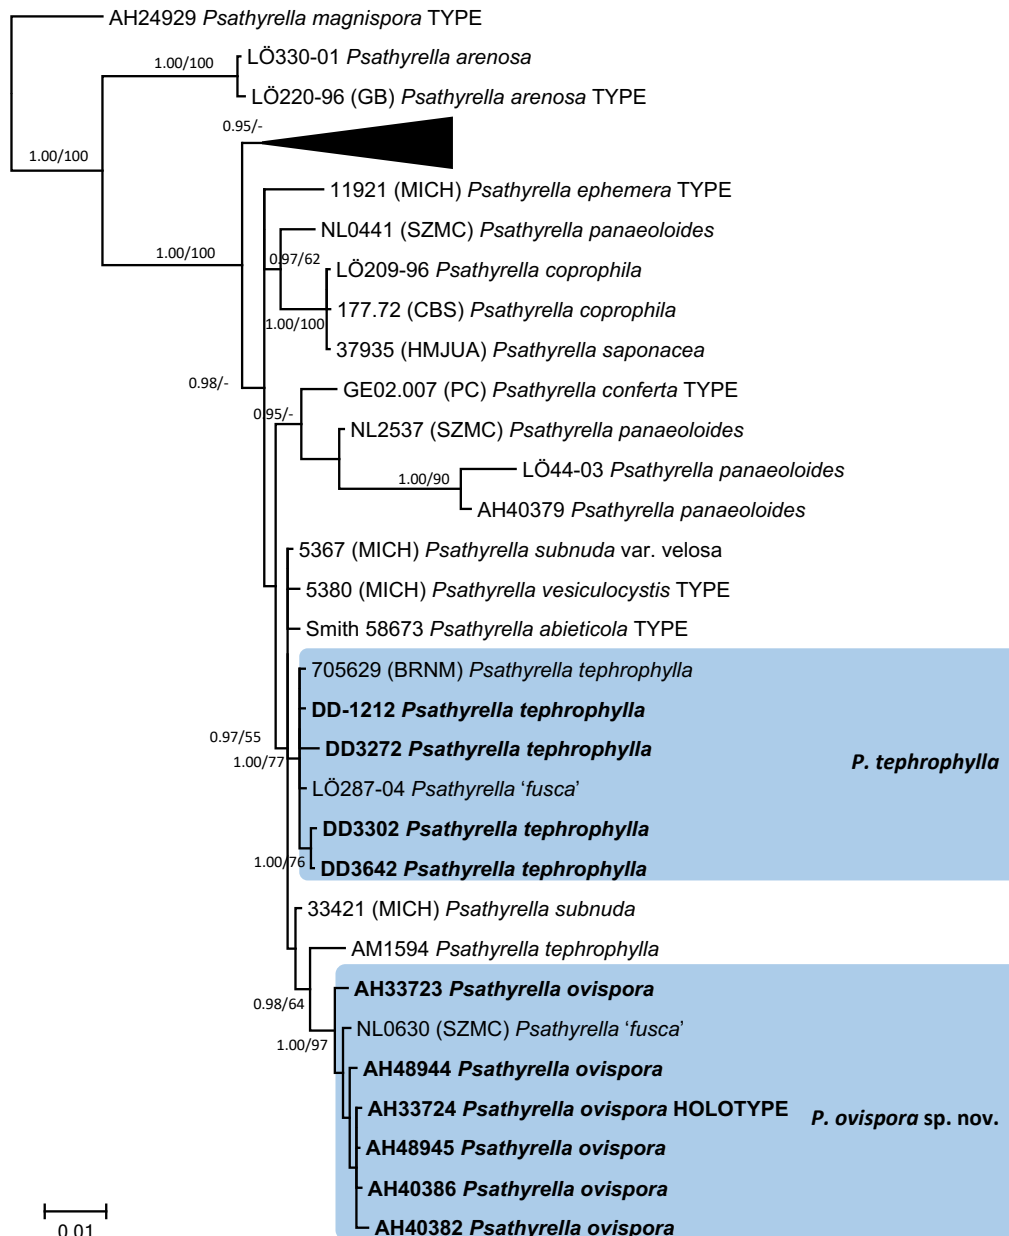 AH24929 Psathyrella magnispora TYPE
LÖ330-01 Psathyrella arenosa
1.00/100
LÖ220-96 (GB) Psathyrella arenosa TYPE
0.95/-
1.00/100
11921 (MICH) Psathyrella ephemera TYPE
NL0441 (SZMC) Psathyrella panaeoloides
1.00/100
0.97/62
LÖ209-96 Psathyrella coprophila
177.72 (CBS) Psathyrella coprophila
1.00/100
37935 (HMJUA) Psathyrella saponacea
0.98/-
GE02.007 (PC) Psathyrella conferta TYPE
0.95/-
NL2537 (SZMC) Psathyrella panaeoloides
LÖ44-03 Psathyrella panaeoloides
1.00/90
AH40379 Psathyrella panaeoloides
5367 (MICH) Psathyrella subnuda var. velosa
5380 (MICH) Psathyrella vesiculocystis TYPE
Smith 58673 Psathyrella abieticola TYPE
705629 (BRNM) Psathyrella tephrophylla
DD-1212 Psathyrella tephrophylla
0.97/55
DD3272 Psathyrella tephrophylla
1.00/77
P. tephrophylla
LÖ287-04 Psathyrella ‘fusca’
DD3302 Psathyrella tephrophylla
1.00/76
DD3642 Psathyrella tephrophylla
33421 (MICH) Psathyrella subnuda
AM1594 Psathyrella tephrophylla
AH33723 Psathyrella ovispora
0.98/64
NL0630 (SZMC) Psathyrella ‘fusca’
1.00/97
AH48944 Psathyrella ovispora
AH33724 Psathyrella ovispora HOLOTYPE
P. ovispora sp. nov.
AH48945 Psathyrella ovispora
AH40386 Psathyrella ovispora
AH40382 Psathyrella ovispora
0.01